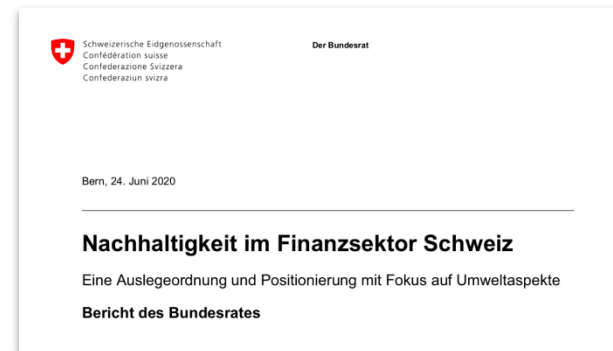 Schweizerische Eidgenossenschaft
Confédération suisse
Confederazione Svizzera
Confederaziun svizra
Der Bundesrat
Bern, 24. Juni 2020
Nachhaltigkeit im Finanzsektor Schweiz
Eine Auslegeordnung und Positionierung mit Fokus auf Umweltaspekte
Bericht des Bundesrates